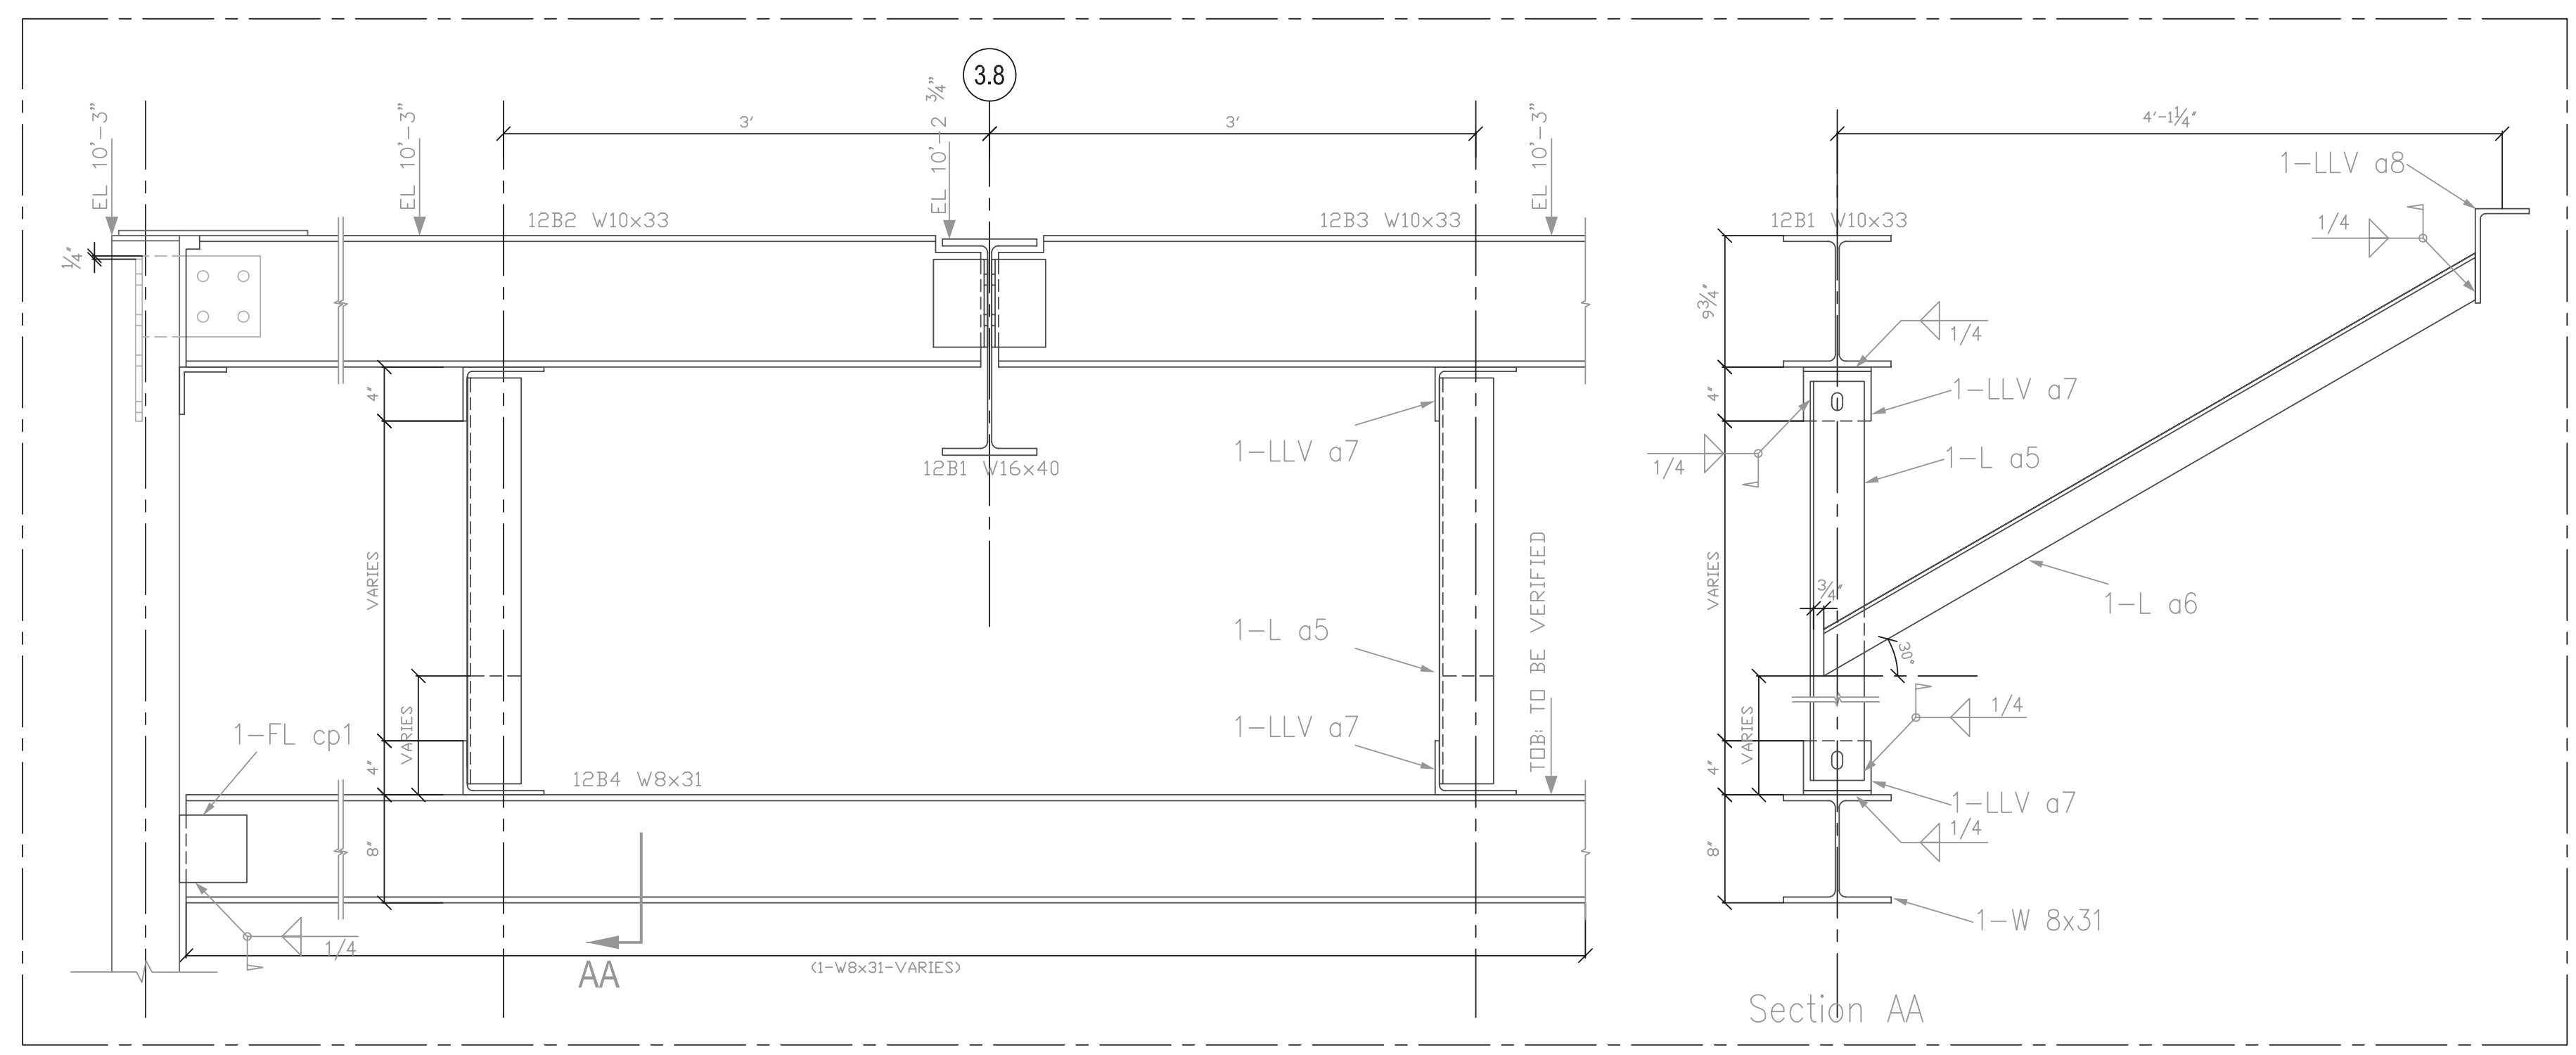 3.8
EL 10'-3"
EL 10'-3"
EL 10'-2 3/4"
EL 10'-3"
3'
3'
4'-1 1/4"
1-LLV a8
1/4
12B2 W10x33
12B3 W10x33
12B1 W10x33
1/4"
9 3/4"
1/4
4"
4"
1-LLV a7
1-LLV a7
1-L a5
1/4
12B1 W16x40
VARIES
VARIES
TOB: TO BE VERIFIED
3/4"
1-L a5
1-L a6
30°
VARIES
VARIES
1/4
1-FL cp1
1-LLV a7
4"
4"
12B4 W8x31
1-LLV a7
1/4
8"
8"
1-W 8x31
1/4
AA
(1-W8x31-VARIES)
Section AA